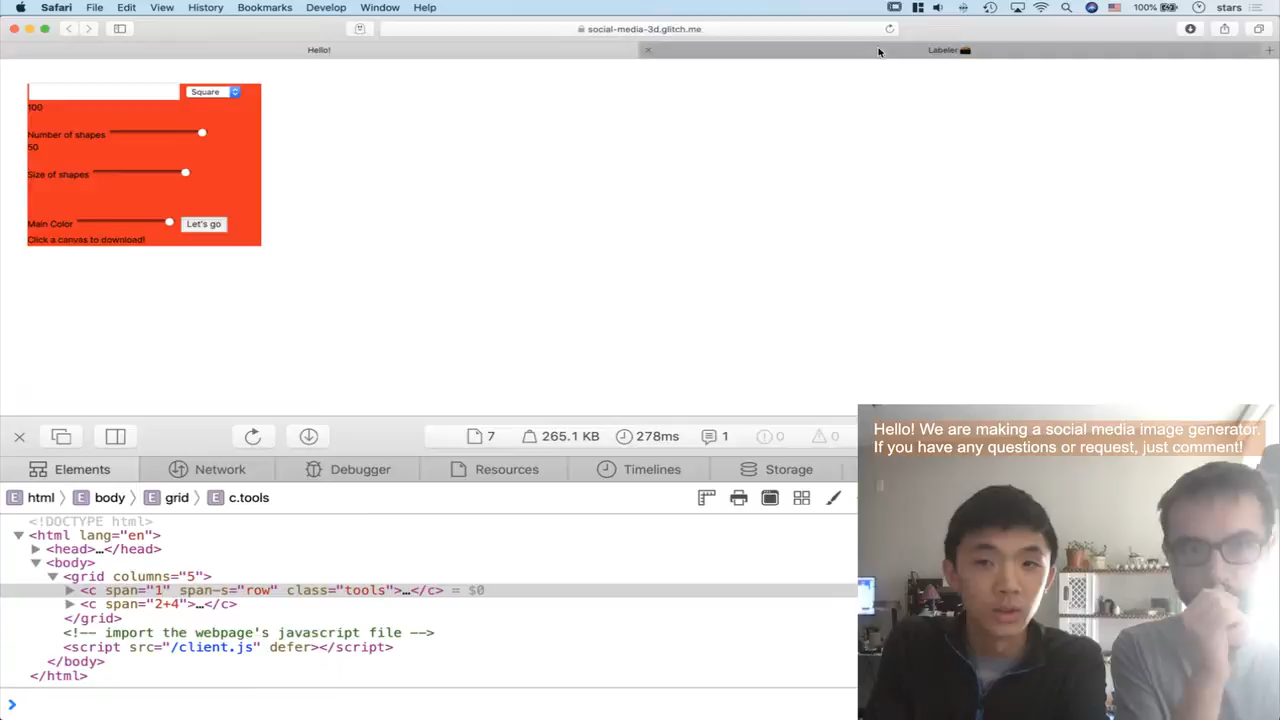 Safari File Edit View History Bookmarks Develop Window Help 100% stars
social-media-3d.glitch.me
Hello! Labeler
Square
100
Number of shapes
50
Size of shapes
Main Color Let's go
Click a canvas to download!
7 265.1 KB 278ms 1 0 0
Elements Network Debugger Resources Timelines Storage
E html E body E grid E c.tools
<!DOCTYPE html>
<html lang="en">
<head>…</head>
<body>
<grid columns="5">
<c span="1" span-s="row" class="tools">…</c> = $0
<c span="2+4">…</c>
</grid>
<!-- import the webpage's javascript file -->
<script src="/client.js" defer></script>
</body>
</html>
Hello! We are making a social media image generator.
If you have any questions or request, just comment!